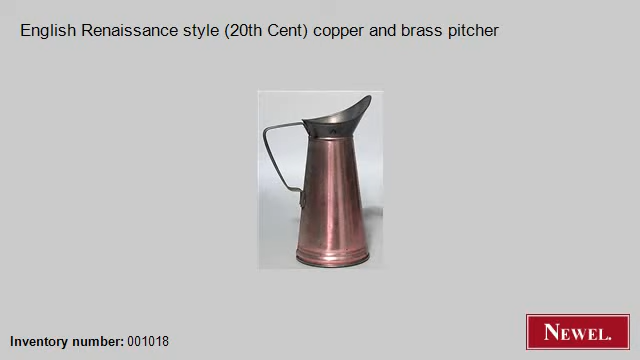 English Renaissance style (20th Cent) copper and brass pitcher
Inventory number: 001018
NEWEL.